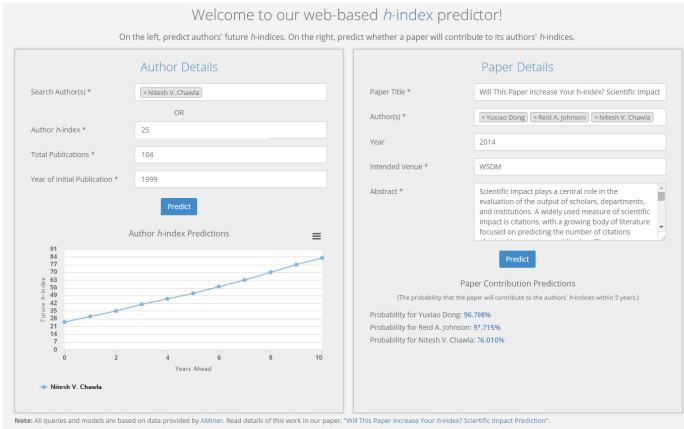 Welcome to our web-based h-index predictor!
On the left, predict authors' future h-indices. On the right, predict whether a paper will contribute to its authors' h-indices.
Author Details
Search Author(s) *
×Nitesh V. Chawla
OR
Author h-index *
25
Total Publications *
104
Year of Initial Publication *
1999
Predict
Author h-index Predictions
Future h-index
91
84
77
70
63
56
49
42
35
28
21
14
7
0
0 2 4 6 8 10
Years Ahead
Nitesh V. Chawla
Paper Details
Paper Title *
Will This Paper Increase Your h-index? Scientific Impact
Author(s) *
×Yuxiao Dong ×Reid A. Johnson ×Nitesh V. Chawla
Year
2014
Intended Venue *
WSDM
Abstract *
Scientific impact plays a central role in the
evaluation of the output of scholars, departments,
and institutions. A widely used measure of scientific
impact is citations, with a growing body of literature
focused on predicting the number of citations
Predict
Paper Contribution Predictions
(The probability that the paper will contribute to the authors' h-indices within 5 years.)
Probability for Yuxiao Dong: 96.768%
Probability for Reid A. Johnson: 97.715%
Probability for Nitesh V. Chawla: 76.010%
Note: All queries and models are based on data provided by AMiner. Read details of this work in our paper, "Will This Paper Increase Your h-index? Scientific Impact Prediction".